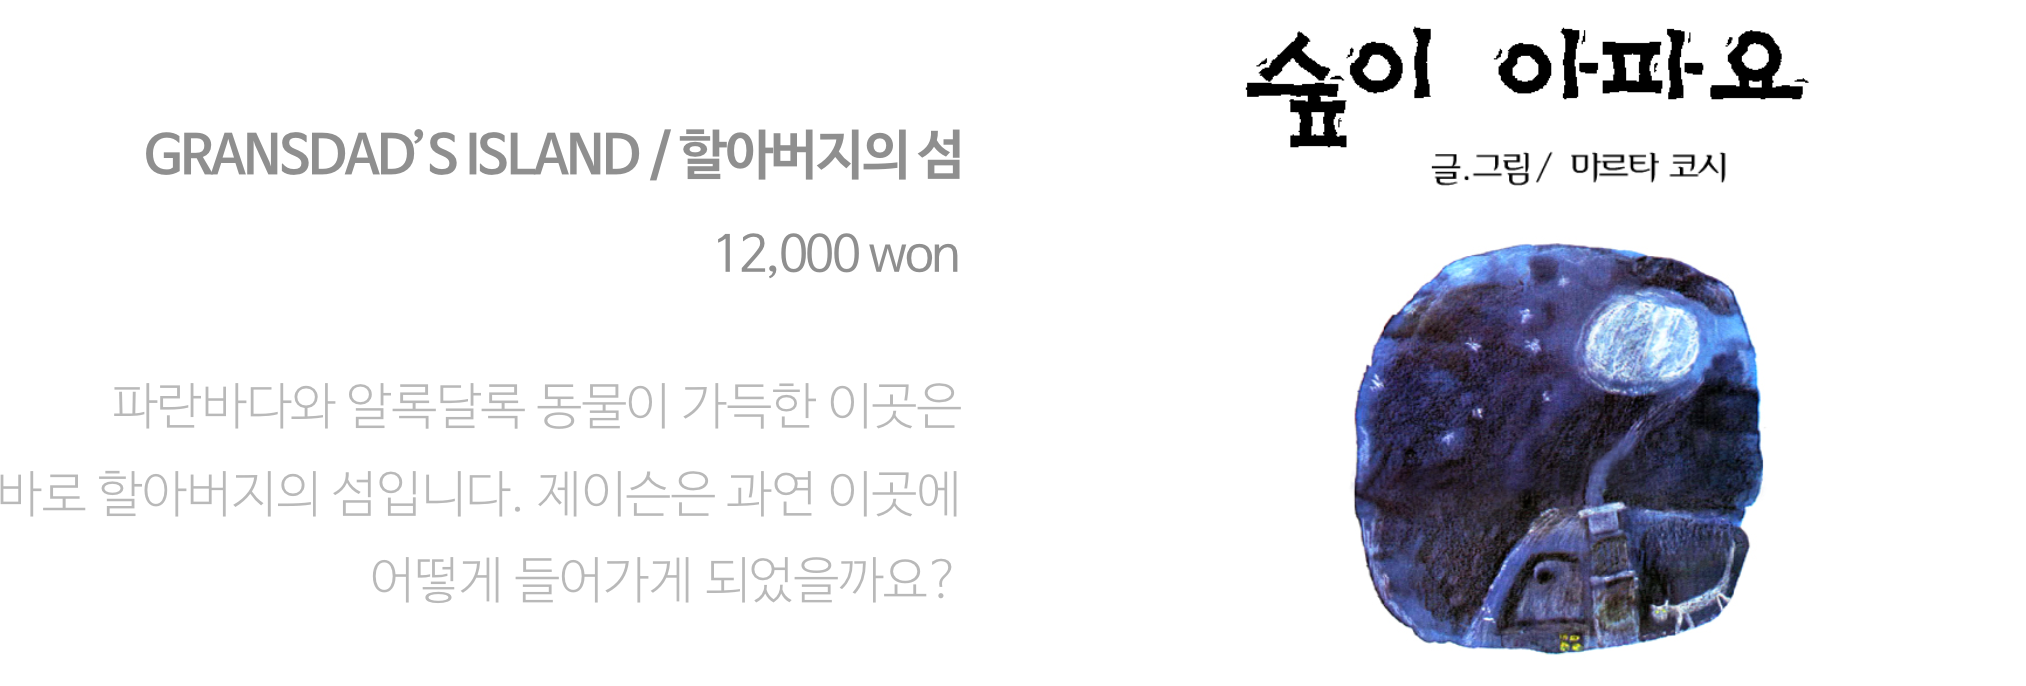 GRANSDAD’S ISLAND / 할아버지의 섬
12,000 won
파란바다와 알록달록 동물이 가득한 이곳은
바로 할아버지의 섬입니다. 제이슨은 과연 이곳에
어떻게 들어가게 되었을까요?
숲이 아파요
글.그림/ 마르타 코시